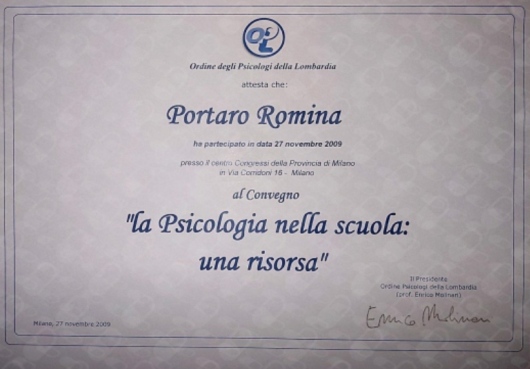 OPL
Ordine degli Psicologi della Lombardia
attesta che:
Portaro Romina
ha partecipato in data 27 novembre 2009
presso il centro Congressi della Provincia di Milano
in Via Corridoni 16 - Milano
al Convegno
"la Psicologia nella scuola:
una risorsa"
Il Presidente
Ordine Psicologi della Lombardia
(prof. Enrico Molinari)
Enrico Molinari
Milano, 27 novembre 2009